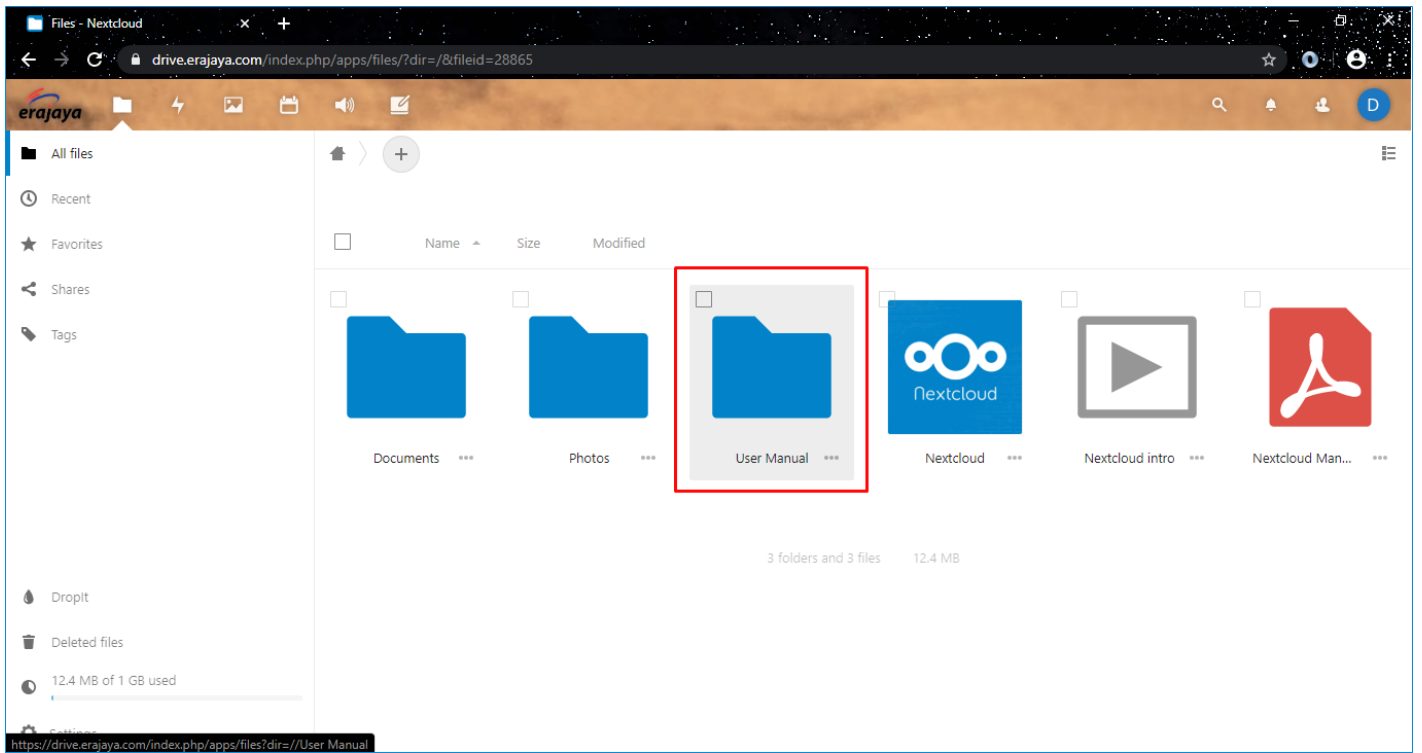 Files - Nextcloud
drive.erajaya.com/index.php/apps/files/?dir=/&fileid=28865
erajaya
D
All files
Recent
Favorites
Shares
Tags
Name Size Modified
Nextcloud
Documents Photos User Manual Nextcloud Nextcloud intro Nextcloud Man...
3 folders and 3 files 12.4 MB
DropIt
Deleted files
12.4 MB of 1 GB used
Settings
https://drive.erajaya.com/index.php/apps/files?dir=//User Manual